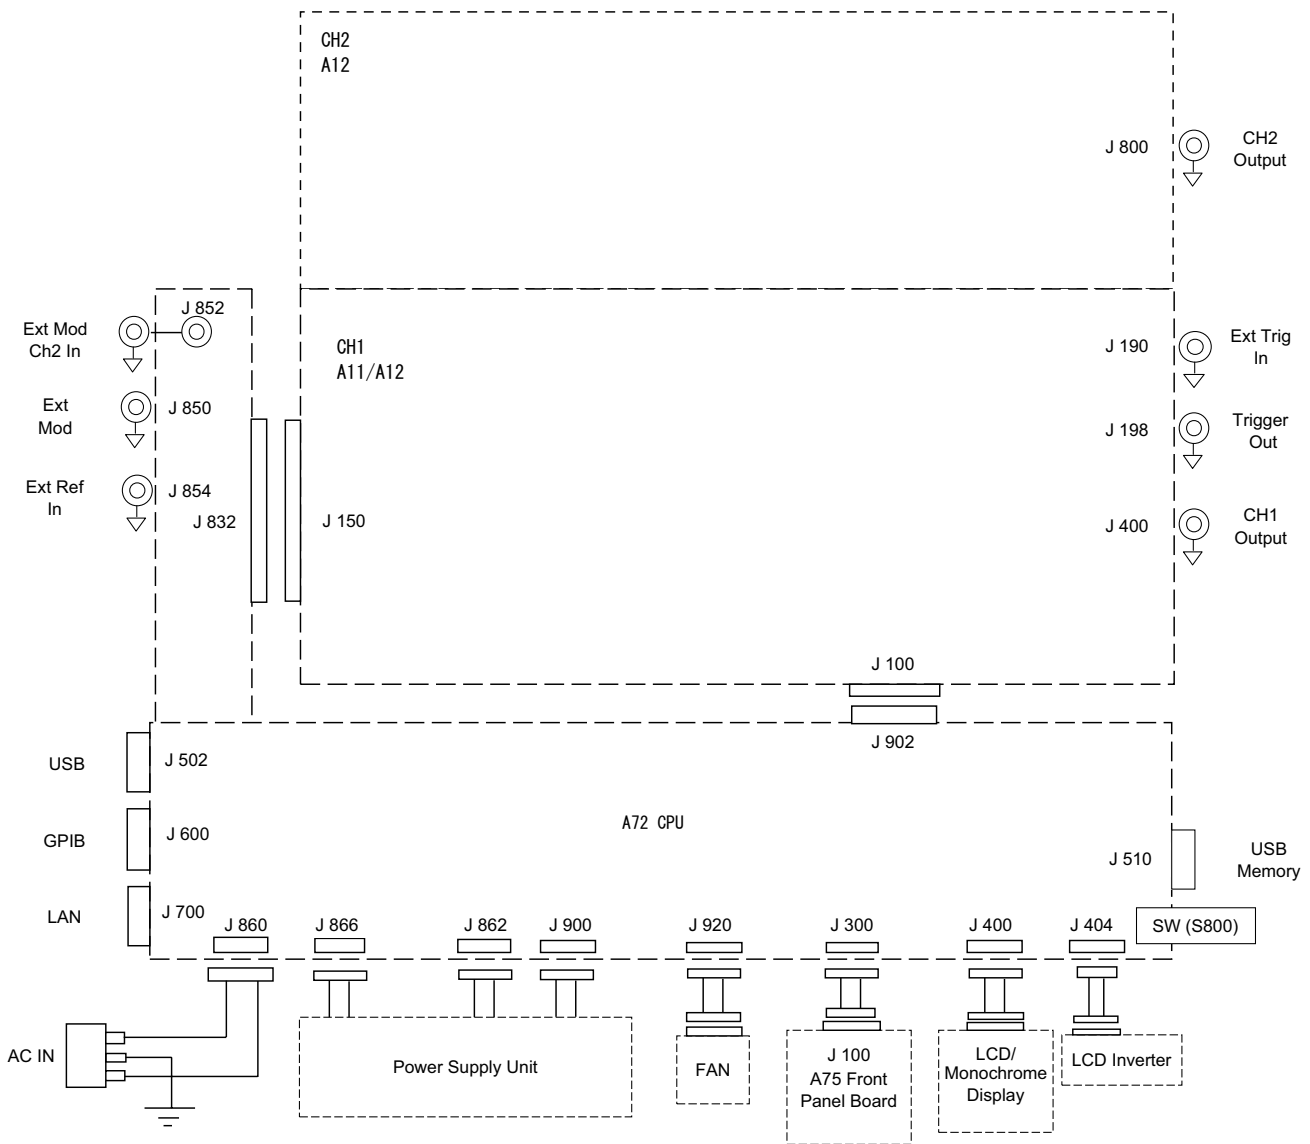 CH2
A12
J 800
CH2
Output
J 852
Ext Mod
Ch2 In
CH1
A11/A12
J 190
Ext Trig
In
Ext
Mod
J 850
J 198
Trigger
Out
Ext Ref
In
J 854
J 832
J 150
J 400
CH1
Output
J 100
J 902
USB
J 502
A72 CPU
GPIB
J 600
J 510
USB
Memory
LAN
J 700
J 860
J 866
J 862
J 900
J 920
J 300
J 400
J 404
SW (S800)
AC IN
Power Supply Unit
FAN
J 100
A75 Front
Panel Board
LCD/
Monochrome
Display
LCD Inverter